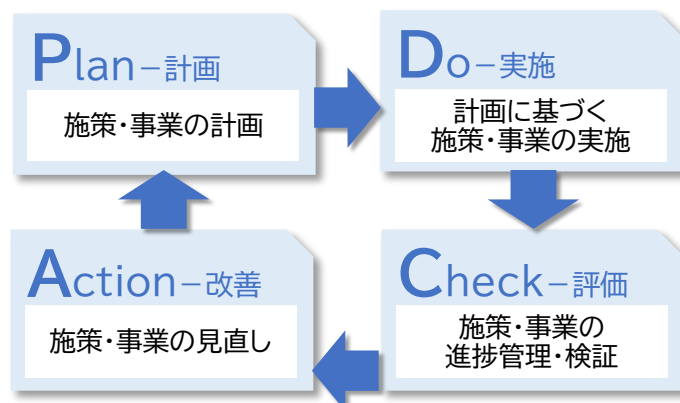 Plan－計画
施策・事業の計画
Do－実施
計画に基づく
施策・事業の実施
Action－改善
施策・事業の見直し
Check－評価
施策・事業の
進捗管理・検証